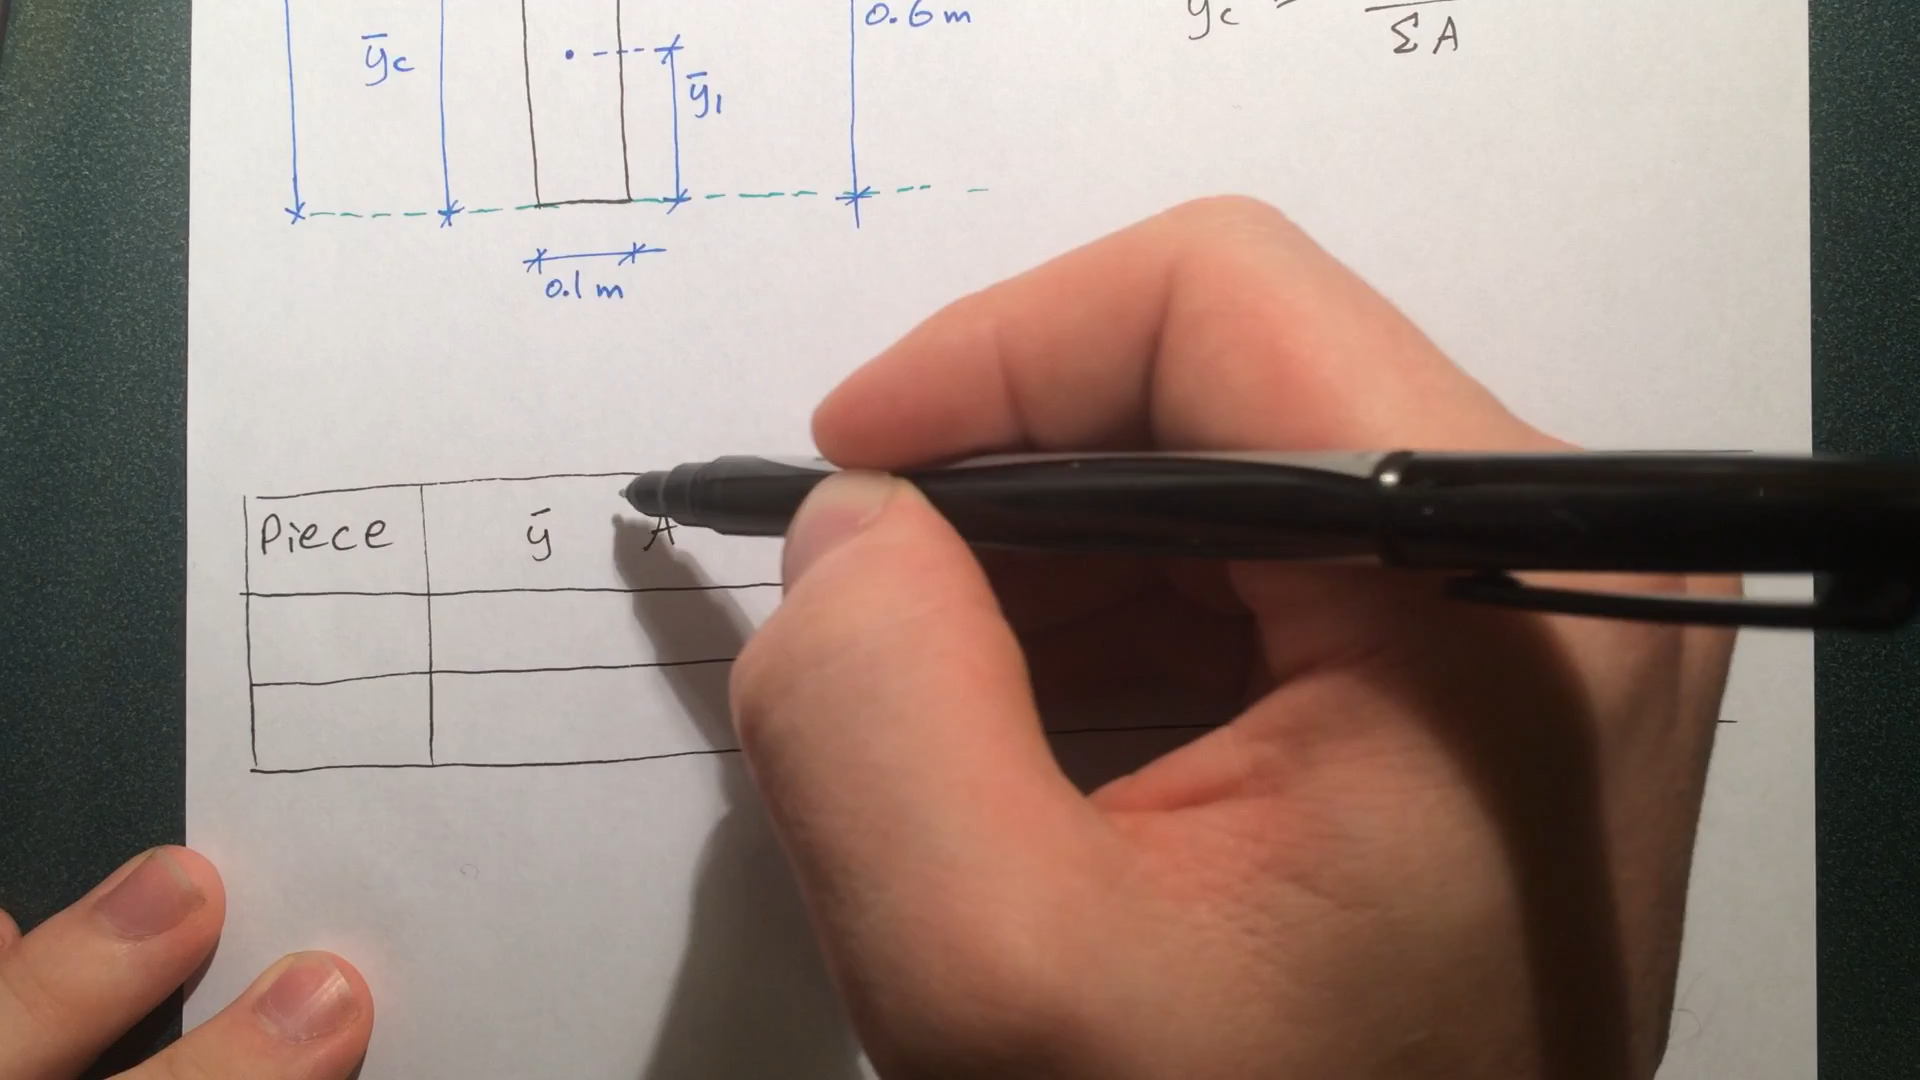 0.6 m
ȳc =
ΣA
ȳc
ȳ1
0.1 m
Piece ȳ A